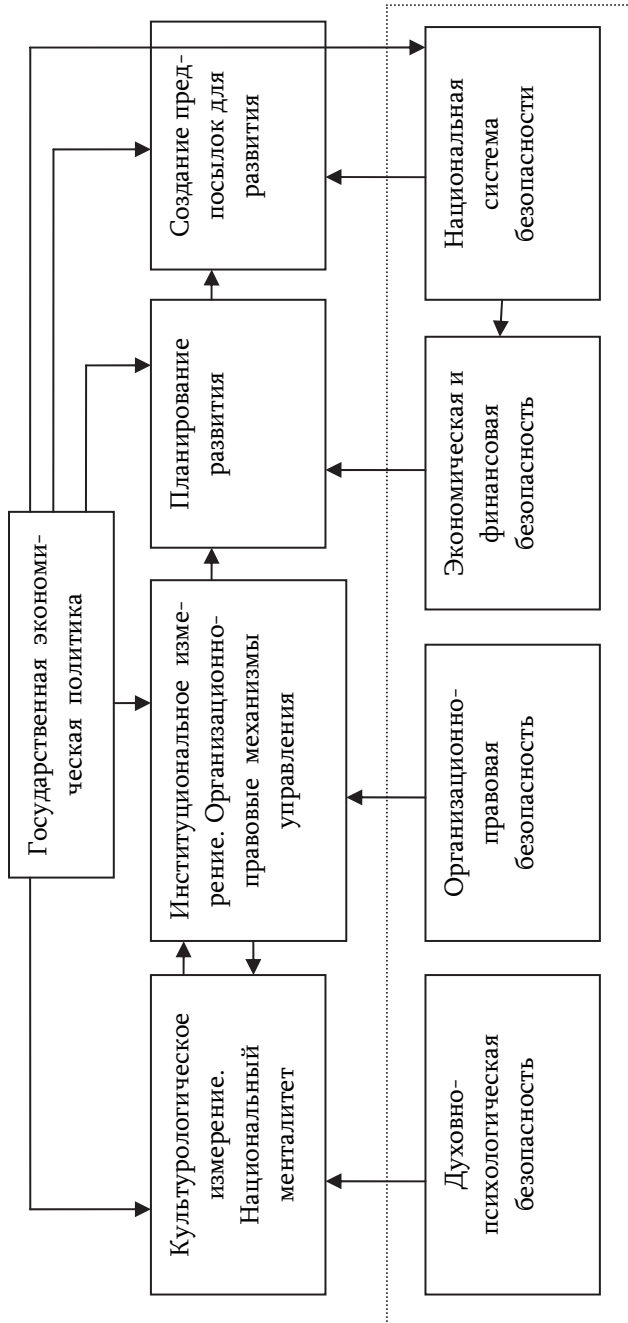 Государственная экономи-
ческая политика
Культурологическое
измерение.
Национальный
менталитет
Институциональное изме-
рение. Организационно-
правовые механизмы
управления
Планирование
развития
Создание пред-
посылок для
развития
Духовно-
психологическая
безопасность
Организационно-
правовая
безопасность
Экономическая и
финансовая
безопасность
Национальная
система
безопасности